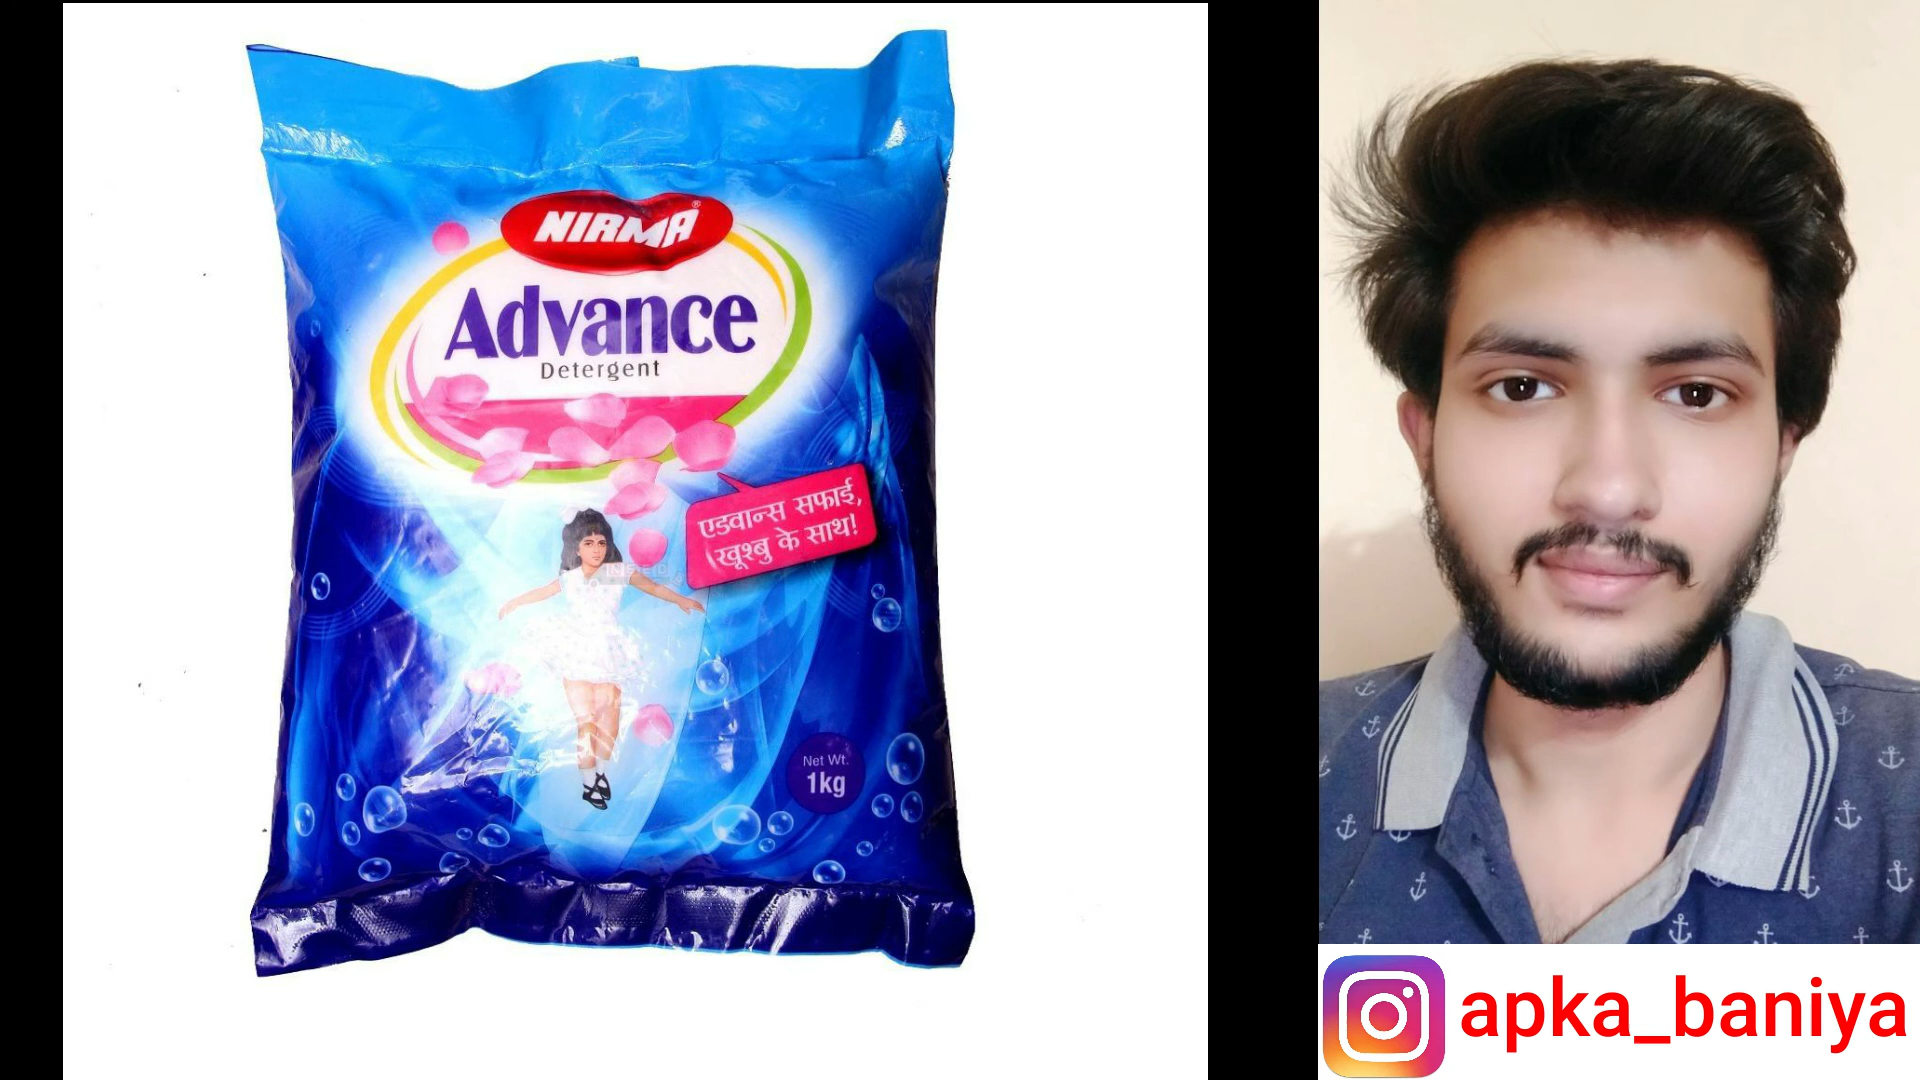 NIRMA®
Advance
Detergent
एडवान्स सफाई,
खूश्बु के साथ!
Net Wt.
1kg
apka_baniya